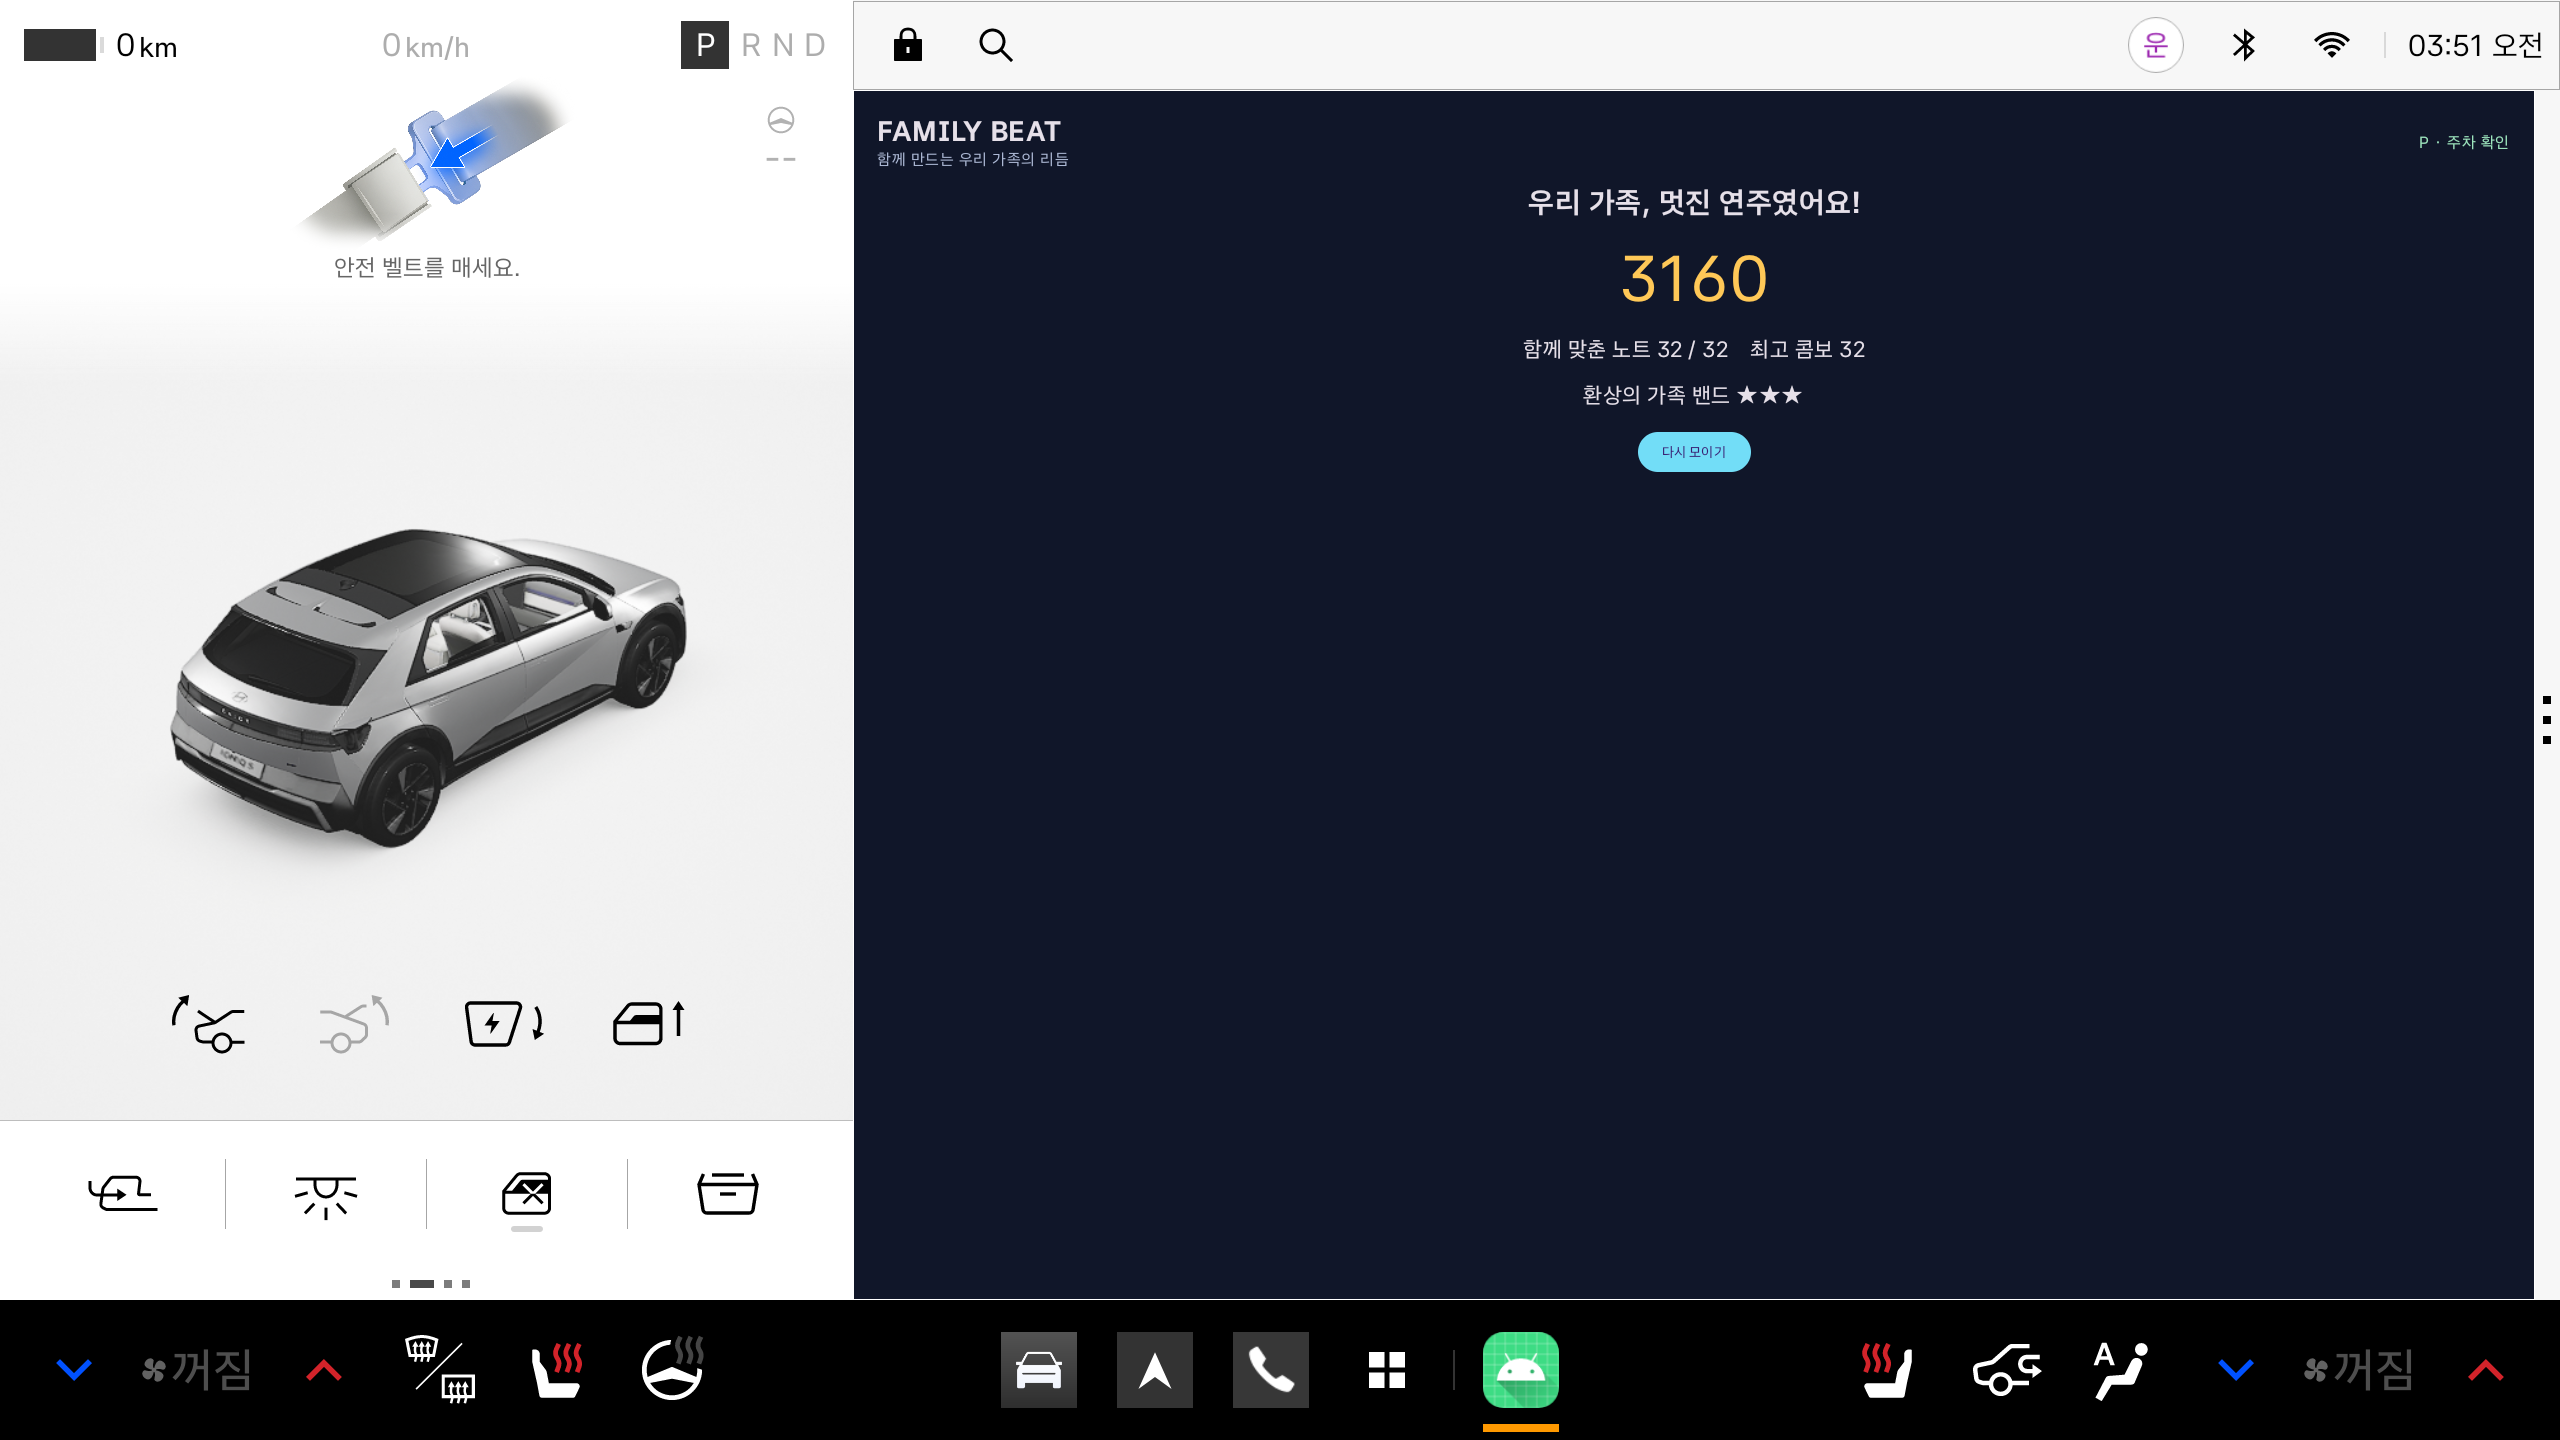 0 km
0 km/h
P R N D
안전 벨트를 매세요.
운
03:51 오전
FAMILY BEAT
함께 만드는 우리 가족의 리듬
P · 주차 확인
우리 가족, 멋진 연주였어요!
3160
함께 맞춘 노트 32 / 32 최고 콤보 32
환상의 가족 밴드 ★★★
다시 모이기
꺼짐
A
꺼짐